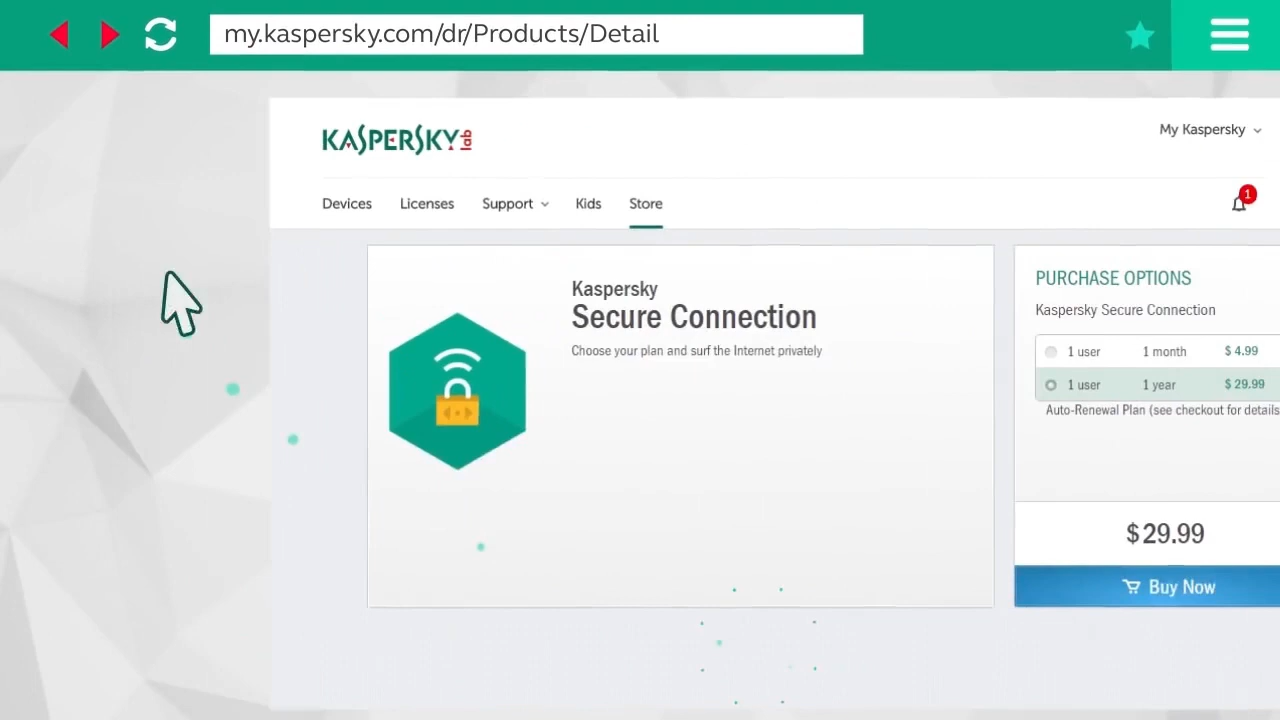 my.kaspersky.com/dr/Products/Detail
KASPERSKY lab
My Kaspersky
Devices Licenses Support Kids Store
1
Kaspersky
Secure Connection
Choose your plan and surf the Internet privately
PURCHASE OPTIONS
Kaspersky Secure Connection
1 user 1 month $ 4.99
1 user 1 year $ 29.99
Auto-Renewal Plan (see checkout for details
$ 29.99
Buy Now